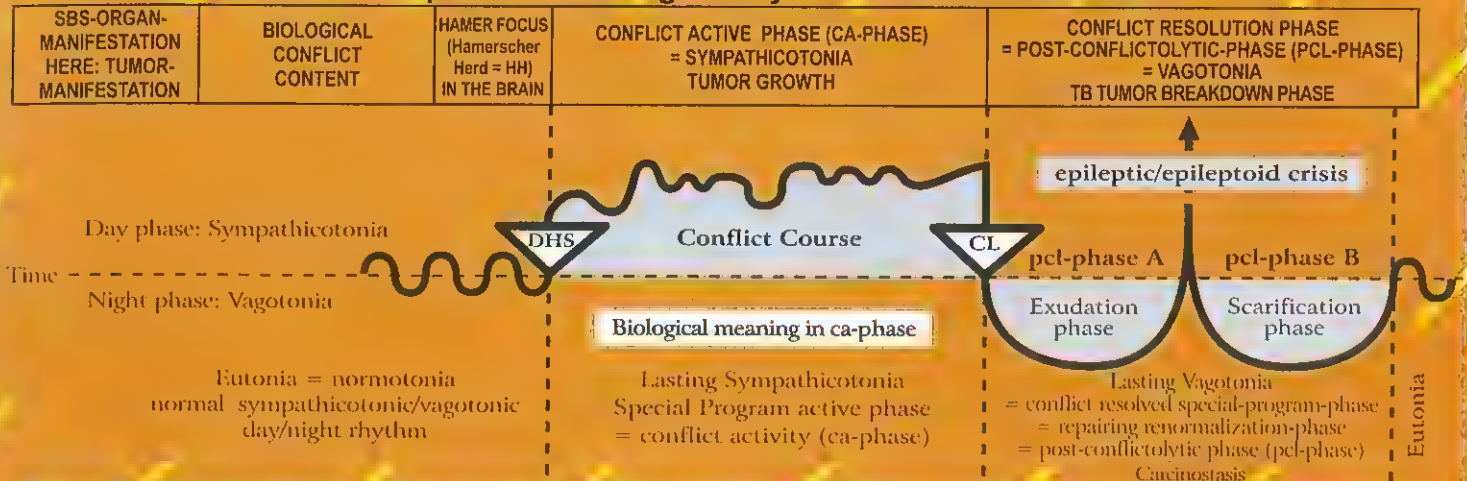 SBS-ORGAN-
MANIFESTATION
HERE: TUMOR-
MANIFESTATION
BIOLOGICAL
CONFLICT
CONTENT
HAMER FOCUS
(Hamerscher
Herd = HH)
IN THE BRAIN
CONFLICT ACTIVE PHASE (CA-PHASE)
= SYMPATHICOTONIA
TUMOR GROWTH
CONFLICT RESOLUTION PHASE
= POST-CONFLICTOLYTIC-PHASE (PCL-PHASE)
= VAGOTONIA
TB TUMOR BREAKDOWN PHASE
epileptic/epileptoid crisis
Day phase: Sympathicotonia
DHS
Conflict Course
CL
pcl-phase A
pcl-phase B
Time
Night phase: Vagotonia
Exudation
phase
Scarification
phase
Biological meaning in ca-phase
Eutonia = normotonia
normal sympathicotonic/vagotonic
day/night rhythm
Lasting Sympathicotonia
Special Program active phase
= conflict activity (ca-phase)
Lasting Vagotonia
= conflict resolved special-program-phase
= repairing renormalization-phase
= post-conflictolytic phase (pcl-phase)
Carcinostasis
Eutonia